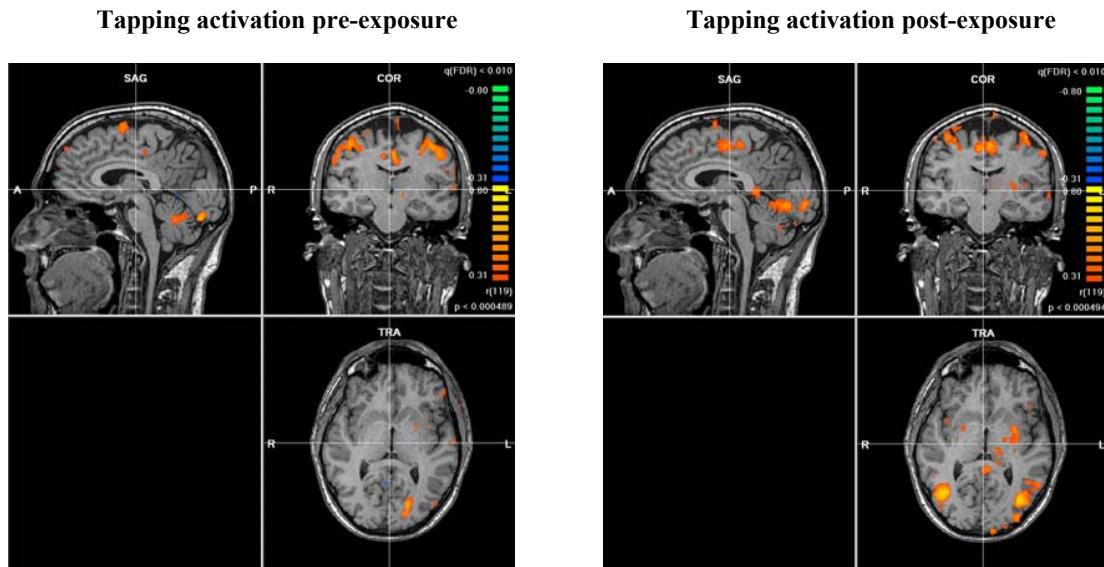 Tapping activation pre-exposure
SAG
COR
q(FDR) < 0.010
-0.80
A
P
R
-0.31
0.80
L
0.31
r(119)
p < 0.000489
TRA
R
L
Tapping activation post-exposure
SAG
COR
q(FDR) < 0.010
-0.80
A
P
R
-0.31
0.80
L
0.31
r(119)
p < 0.000494
TRA
R
L